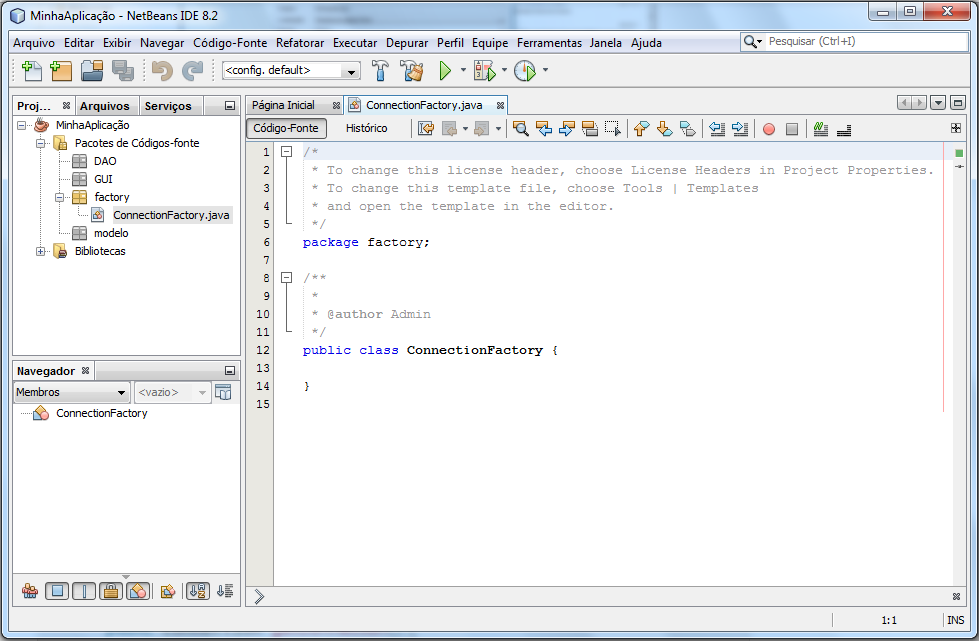 MinhaAplicação - NetBeans IDE 8.2
Arquivo Editar Exibir Navegar Código-Fonte Refatorar Executar Depurar Perfil Equipe Ferramentas Janela Ajuda
Pesquisar (Ctrl+I)
<config. default>
Proj... Arquivos Serviços
MinhaAplicação
Pacotes de Códigos-fonte
DAO
GUI
factory
ConnectionFactory.java
modelo
Bibliotecas
Navegador
Membros <vazio>
ConnectionFactory
Página Inicial ConnectionFactory.java
Código-Fonte Histórico
1 /*
2 * To change this license header, choose License Headers in Project Properties.
3 * To change this template file, choose Tools | Templates
4 * and open the template in the editor.
5 */
6 package factory;
7
8 /**
9 *
10 * @author Admin
11 */
12 public class ConnectionFactory {
13
14 }
15
1:1 INS